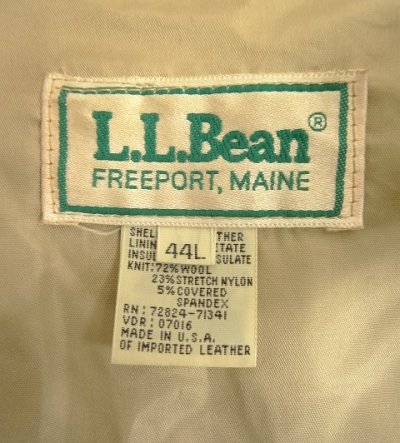 L.L.Bean®
FREEPORT, MAINE
44L
KNIT: 72% WOOL
23% STRETCH NYLON
5% COVERED
SPANDEX
RN: 72824-71341
VDR: 07016
MADE IN U.S.A.
OF IMPORTED LEATHER